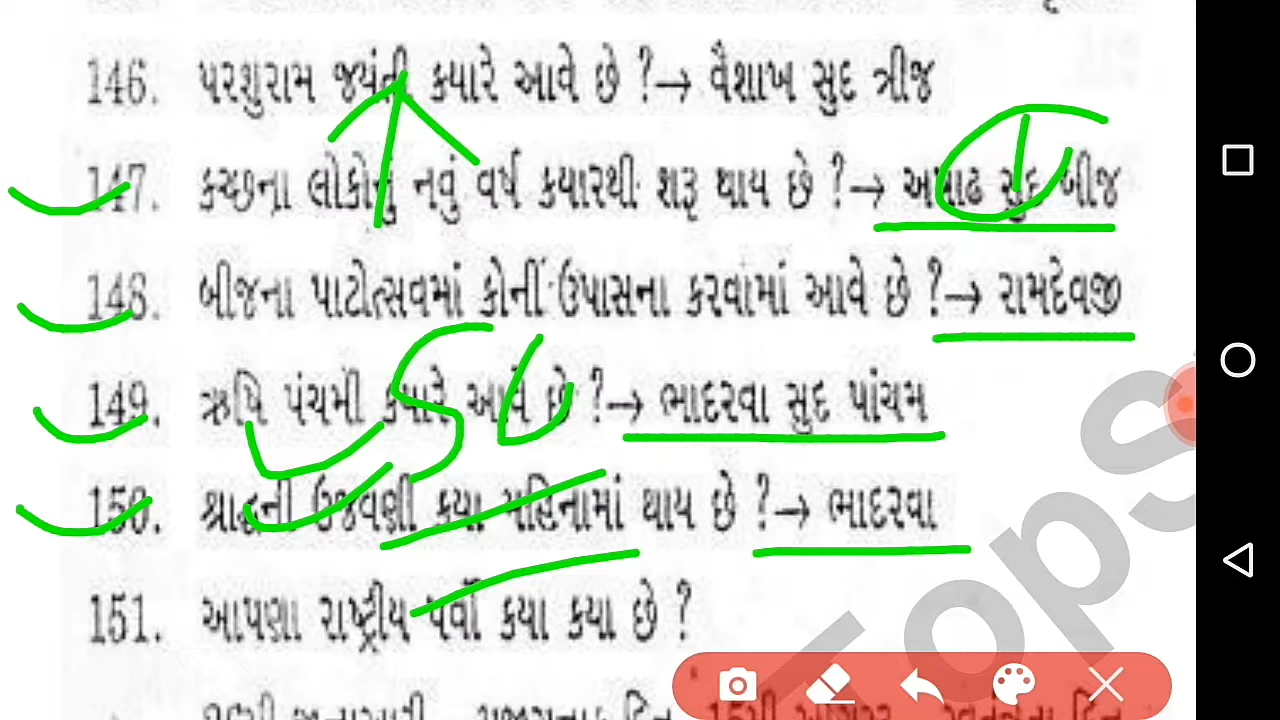 146. પરશુરામ જયંતી ક્યારે આવે છે ?→ વૈશાખ સુદ ત્રીજ
147. કચ્છના લોકોનું નવું વર્ષ ક્યારથી શરૂ થાય છે ?→ અષાઢ સુદ બીજ
148. બીજના પાટોત્સવમાં કોની ઉપાસના કરવામાં આવે છે ?→ રામદેવજી
149. ઋષિ પંચમી ક્યારે આવે છે ?→ ભાદરવા સુદ પાંચમ
150. શ્રાદ્ધની ઉજવણી કયા મહિનામાં થાય છે ?→ ભાદરવા
151. આપણા રાષ્ટ્રીય પર્વો કયા કયા છે ?
TopS